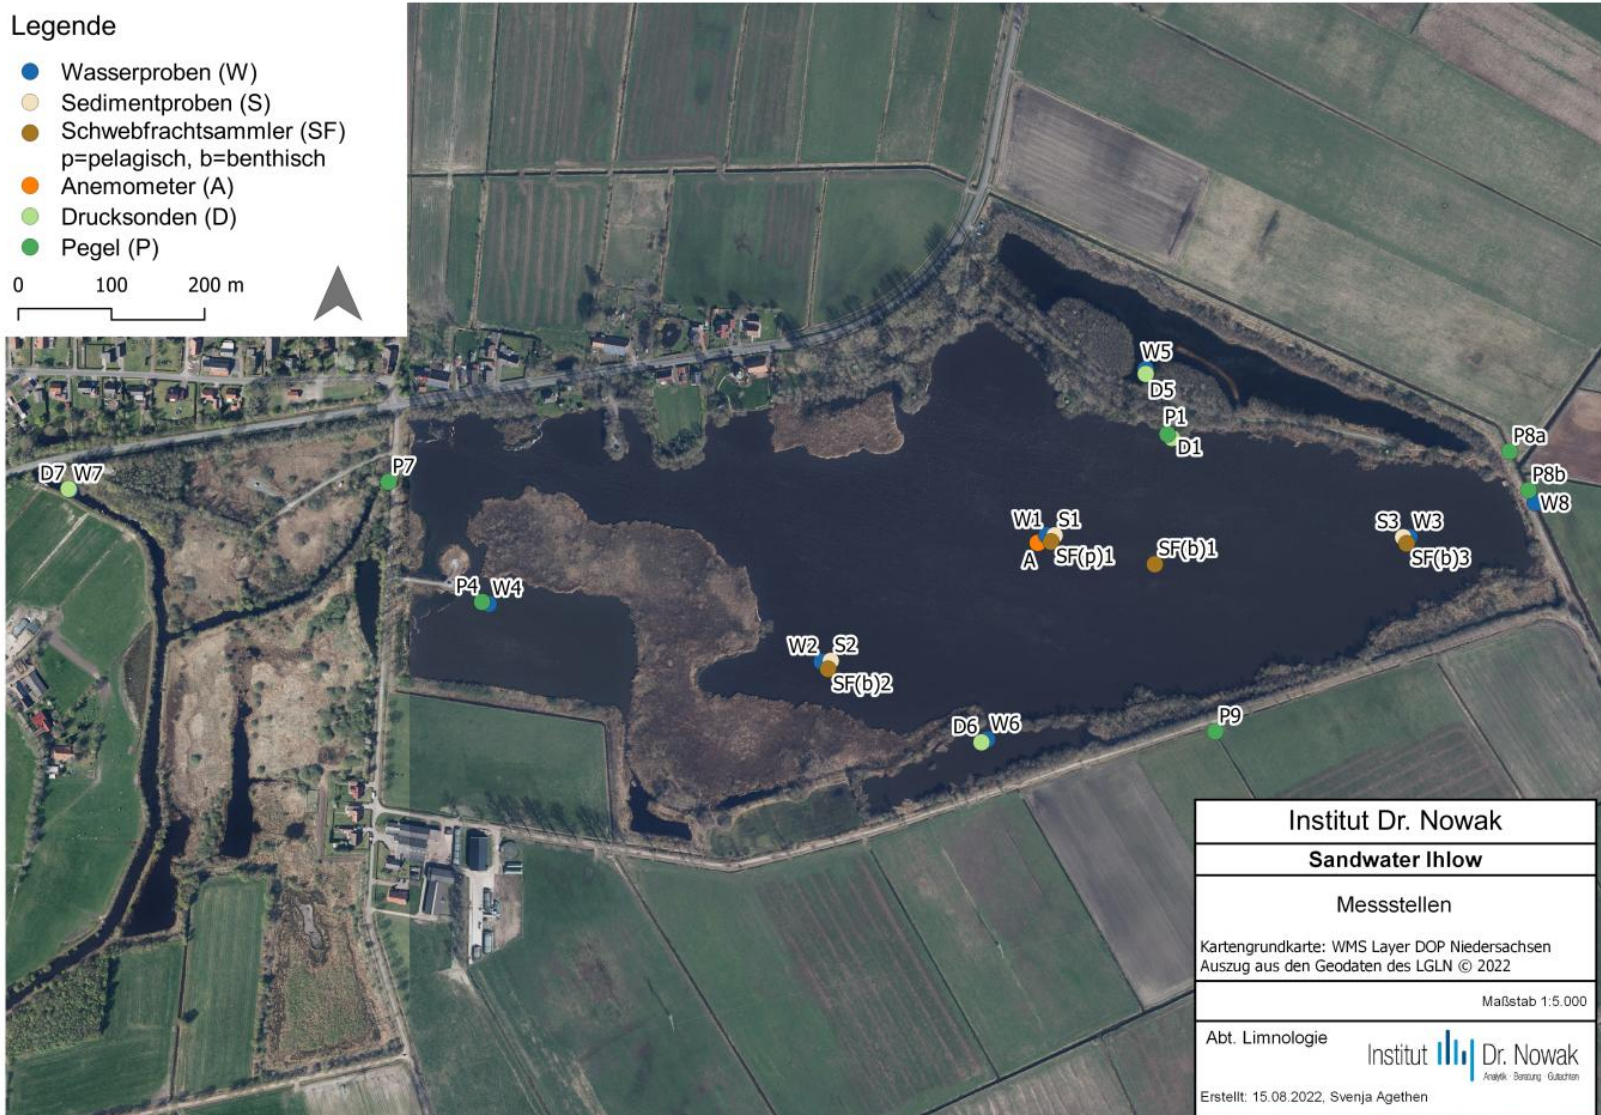 Legende
Wasserproben (W)
Sedimentproben (S)
Schwebfrachtsammler (SF)
p=pelagisch, b=benthisch
Anemometer (A)
Drucksonden (D)
Pegel (P)
0 100 200 m
W5
D5
P1
D1
P8a
P8b
W8
D7 W7
P7
W1 S1
A SF(p)1
SF(b)1
S3 W3
SF(b)3
P4 W4
W2 S2
SF(b)2
D6 W6
P9
Institut Dr. Nowak
Sandwater Ihlow
Messstellen
Kartengrundkarte: WMS Layer DOP Niedersachsen
Auszug aus den Geodaten des LGLN © 2022
Maßstab 1:5.000
Abt. Limnologie
Institut Dr. Nowak
Analytik · Beratung · Gutachten
Erstellt: 15.08.2022, Svenja Agethen